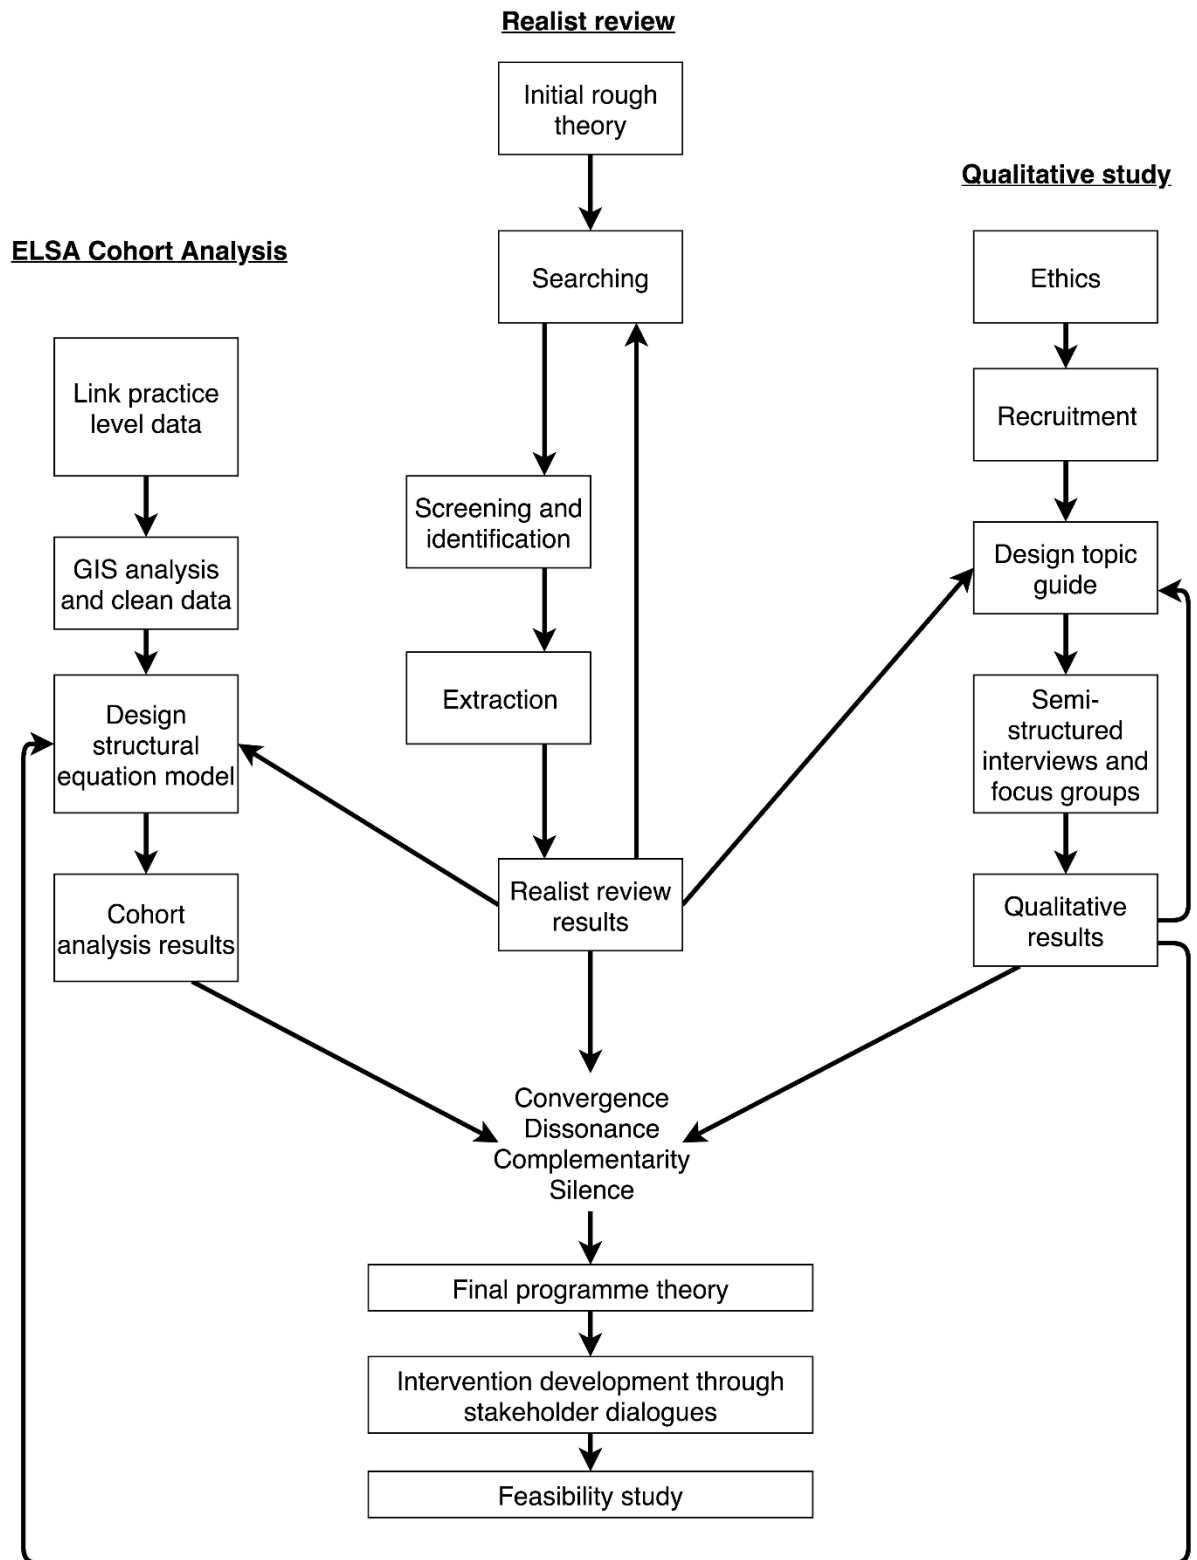 Realist review
Initial rough
theory
Qualitative study
ELSA Cohort Analysis
Searching
Ethics
Link practice
level data
Recruitment
Screening and
identification
Design topic
guide
GIS analysis
and clean data
Extraction
Semi-
structured
interviews and
focus groups
Design
structural
equation model
Realist review
results
Qualitative
results
Cohort
analysis results
Convergence
Dissonance
Complementarity
Silence
Final programme theory
Intervention development through
stakeholder dialogues
Feasibility study